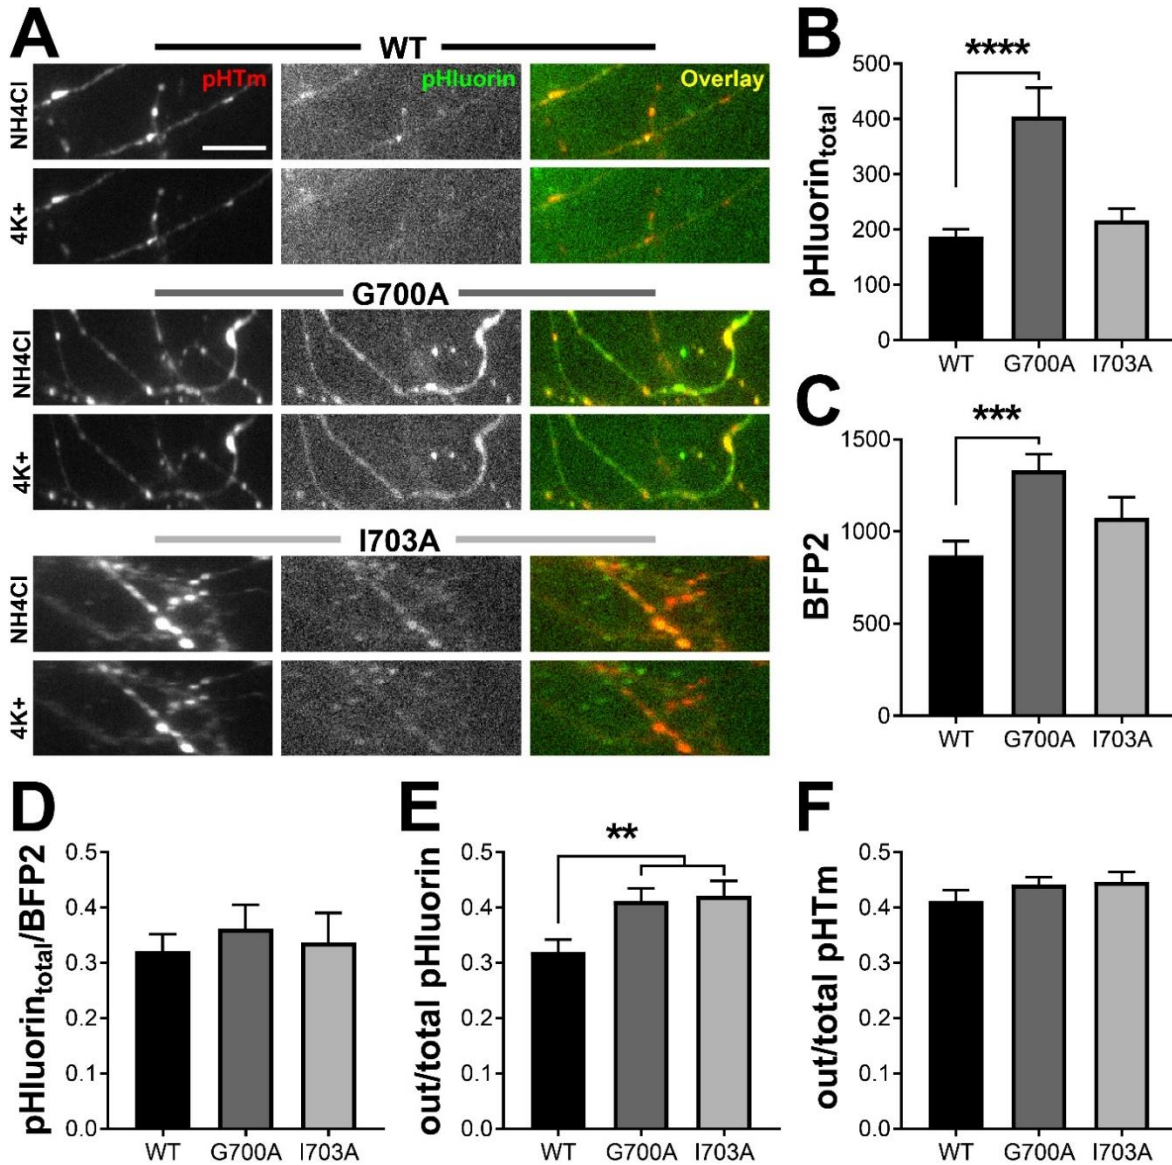 A
WT
pHTm pHluorin Overlay
NH4Cl
4K+
G700A
NH4Cl
4K+
I703A
NH4Cl
4K+
B
****
pHluorintotal
500
400
300
200
100
0
WT G700A I703A
C
***
BFP2
1500
1000
500
0
WT G700A I703A
D
pHluorintotal/BFP2
0.5
0.4
0.3
0.2
0.1
0.0
WT G700A I703A
E
**
out/total pHluorin
0.5
0.4
0.3
0.2
0.1
0.0
WT G700A I703A
F
out/total pHTm
0.5
0.4
0.3
0.2
0.1
0.0
WT G700A I703A